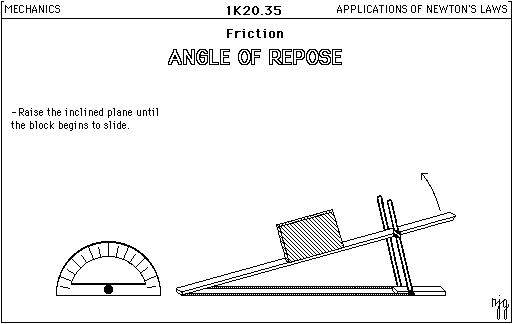 MECHANICS
1K20.35
APPLICATIONS OF NEWTON'S LAWS
Friction
ANGLE OF REPOSE
- Raise the inclined plane until
the block begins to slide.
njg